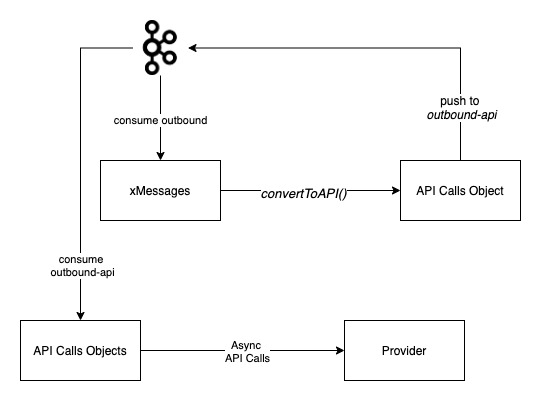 push to
outbound-api
consume outbound
xMessages
convertToAPI()
API Calls Object
consume
outbound-api
API Calls Objects
Async
API Calls
Provider